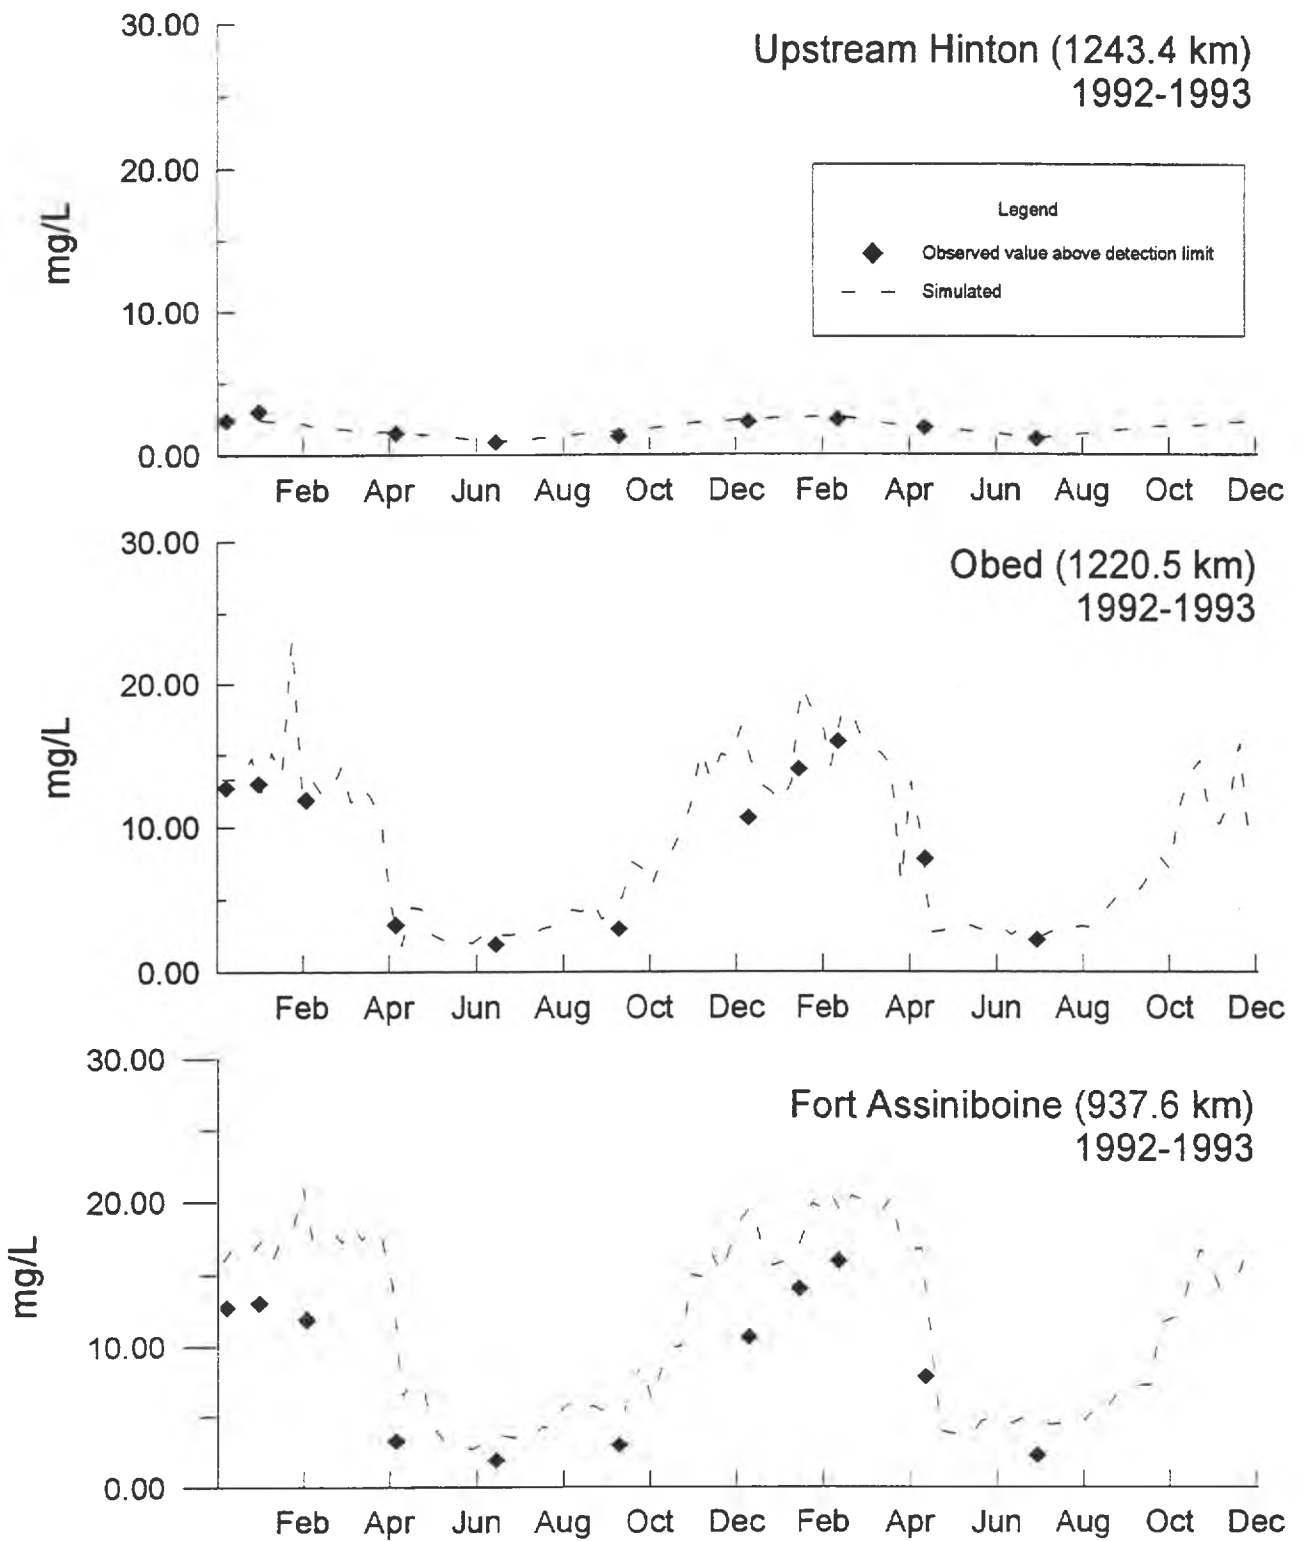 Upstream Hinton (1243.4 km)
1992-1993
30.00
20.00
10.00
0.00
mg/L
Legend
Observed value above detection limit
Simulated
Feb Apr Jun Aug Oct Dec Feb Apr Jun Aug Oct Dec
Obed (1220.5 km)
1992-1993
30.00
20.00
10.00
0.00
mg/L
Feb Apr Jun Aug Oct Dec Feb Apr Jun Aug Oct Dec
Fort Assiniboine (937.6 km)
1992-1993
30.00
20.00
10.00
0.00
mg/L
Feb Apr Jun Aug Oct Dec Feb Apr Jun Aug Oct Dec